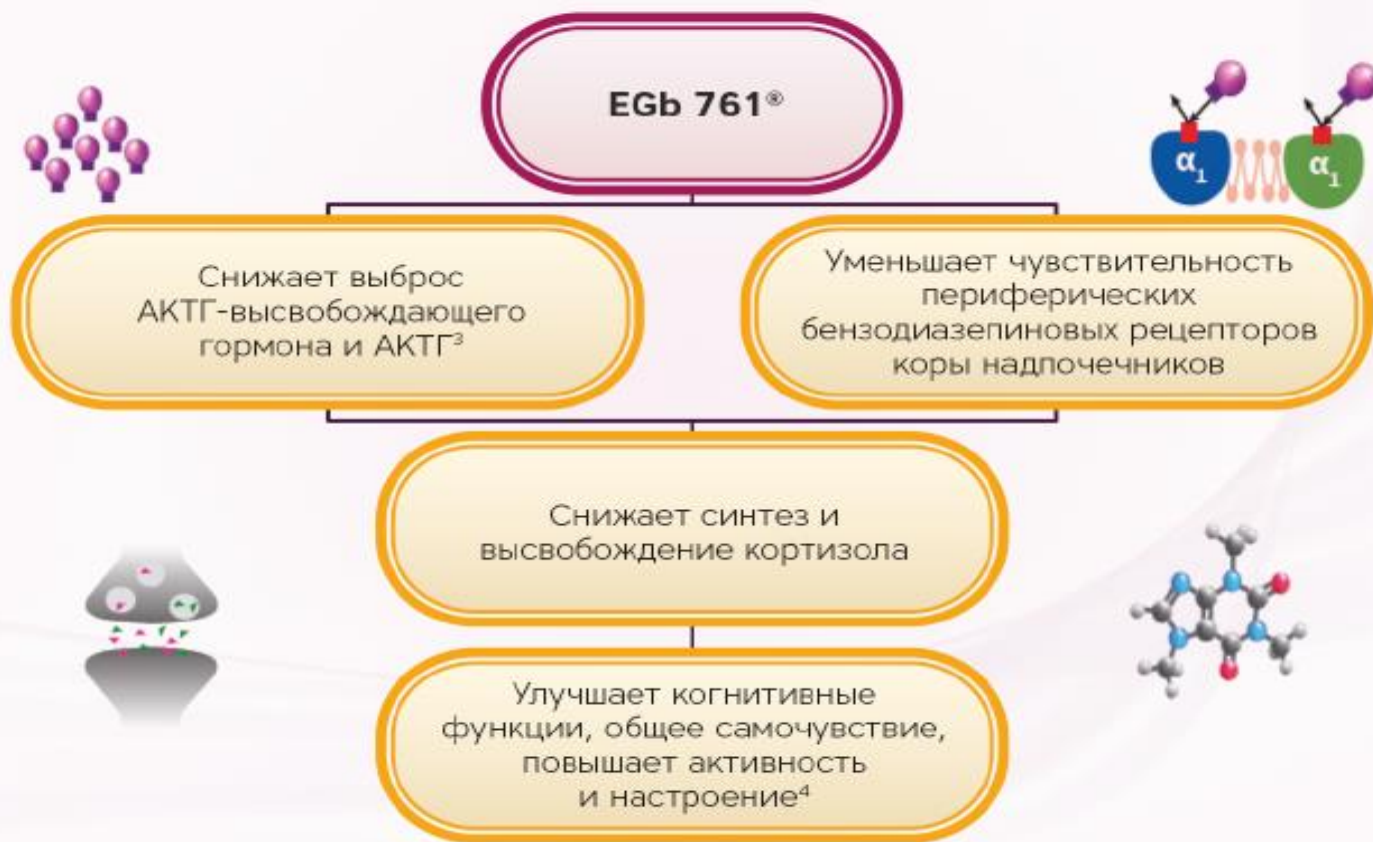 EGb 761®
α₁
α₁
Снижает выброс
АКТГ-высвобождающего
гормона и АКТГ³
Уменьшает чувствительность
периферических
бензодиазепиновых рецепторов
коры надпочечников
Снижает синтез и
высвобождение кортизола
Улучшает когнитивные
функции, общее самочувствие,
повышает активность
и настроение⁴